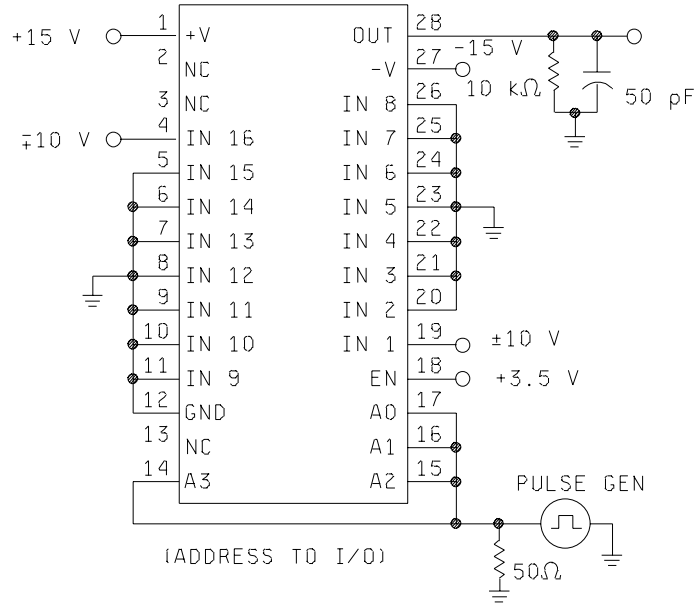 +15 V 1 +V OUT 28
2 NC -15 V
-V 27
3 NC IN 8 26 10 kΩ 50 pF
∓10 V 4 IN 16 IN 7 25
5 IN 15 IN 6 24
6 IN 14 IN 5 23
7 IN 13 IN 4 22
8 IN 12 IN 3 21
9 IN 11 IN 2 20
10 IN 10 IN 1 19 ±10 V
11 IN 9 EN 18 +3.5 V
12 GND A0 17
13 NC A1 16
14 A3 A2 15
PULSE GEN
(ADDRESS TO I/O)
50Ω